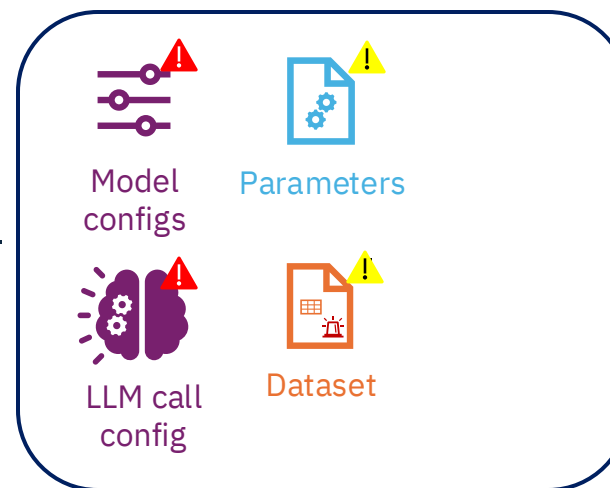 Model
configs
Parameters
LLM call
config
Dataset